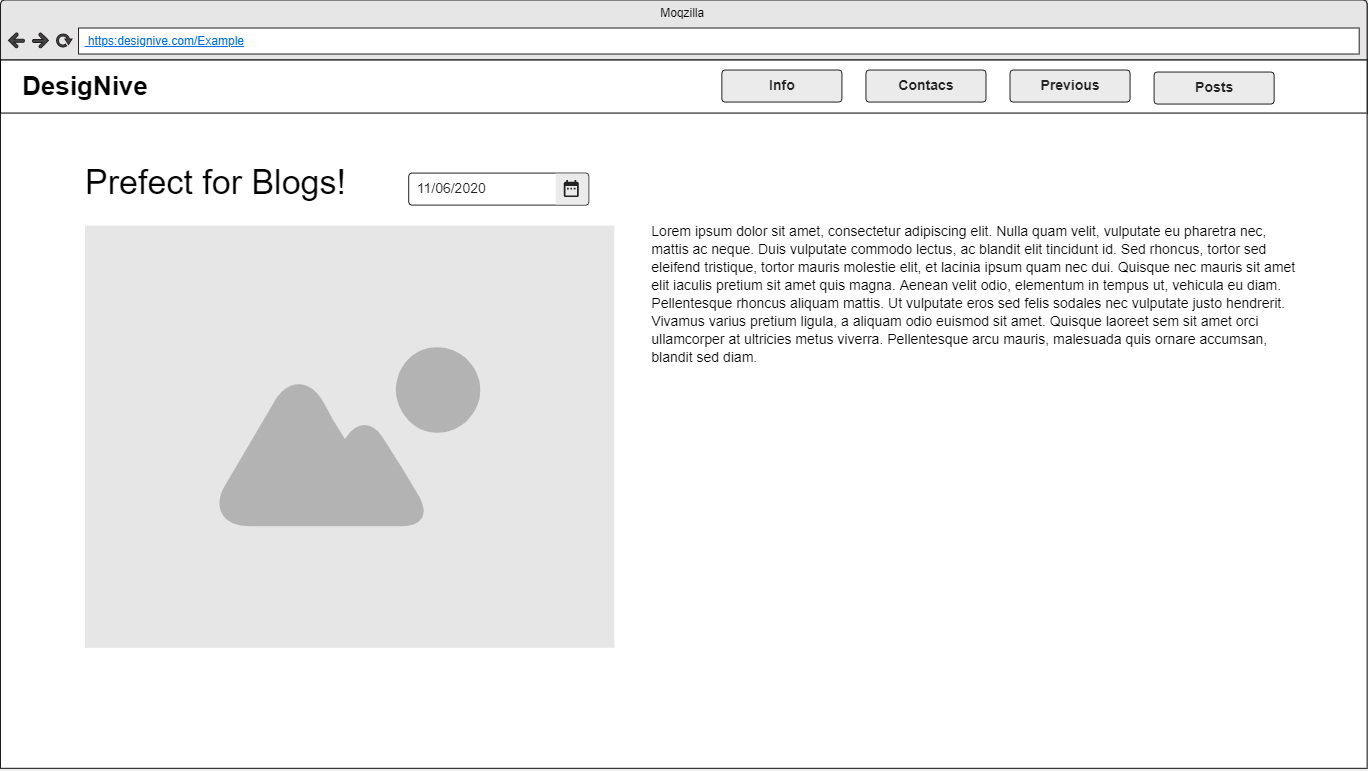 Moqzilla
https:designive.com/Example
DesigNive
Info
Contacs
Previous
Posts
Prefect for Blogs!
11/06/2020
Lorem ipsum dolor sit amet, consectetur adipiscing elit. Nulla quam velit, vulputate eu pharetra nec,
mattis ac neque. Duis vulputate commodo lectus, ac blandit elit tincidunt id. Sed rhoncus, tortor sed
eleifend tristique, tortor mauris molestie elit, et lacinia ipsum quam nec dui. Quisque nec mauris sit amet
elit iaculis pretium sit amet quis magna. Aenean velit odio, elementum in tempus ut, vehicula eu diam.
Pellentesque rhoncus aliquam mattis. Ut vulputate eros sed felis sodales nec vulputate justo hendrerit.
Vivamus varius pretium ligula, a aliquam odio euismod sit amet. Quisque laoreet sem sit amet orci
ullamcorper at ultricies metus viverra. Pellentesque arcu mauris, malesuada quis ornare accumsan,
blandit sed diam.